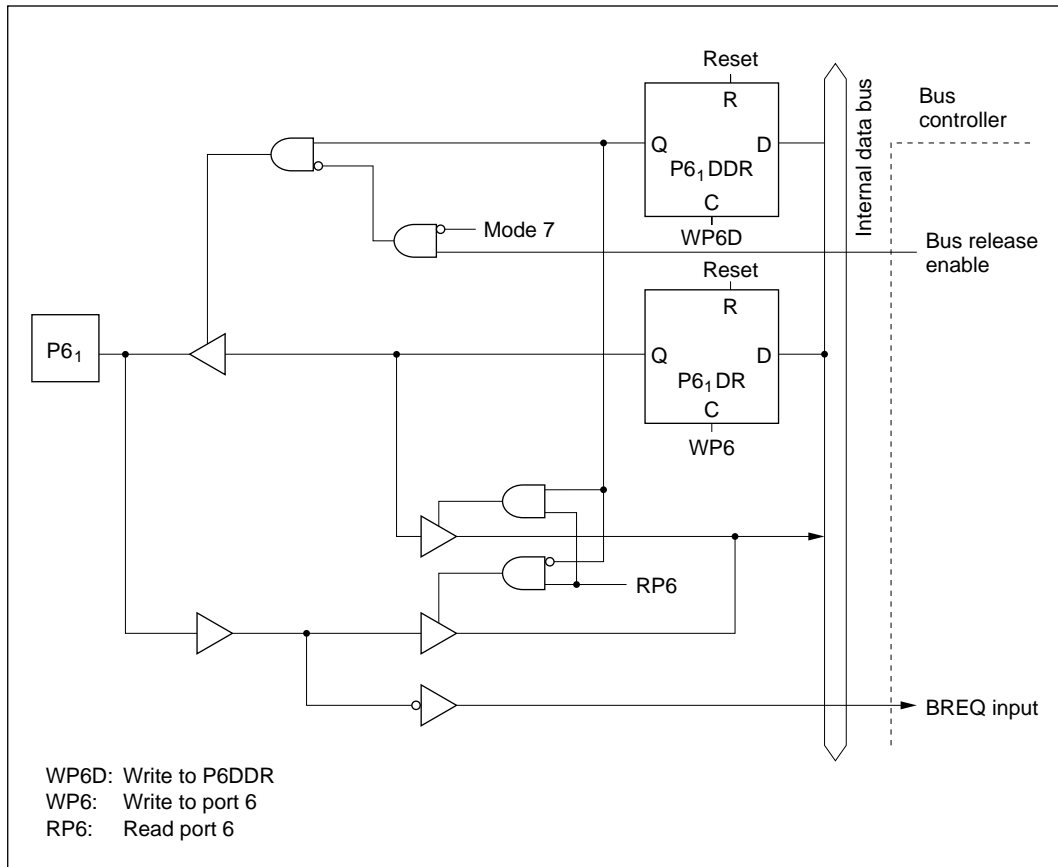 Reset
R
Q
D
P6₁DDR
C
WP6D
Internal data bus
Bus
controller
Mode 7
Bus release
enable
Reset
R
P6₁
Q
D
P6₁DR
C
WP6
RP6
BREQ input
WP6D: Write to P6DDR
WP6: Write to port 6
RP6: Read port 6